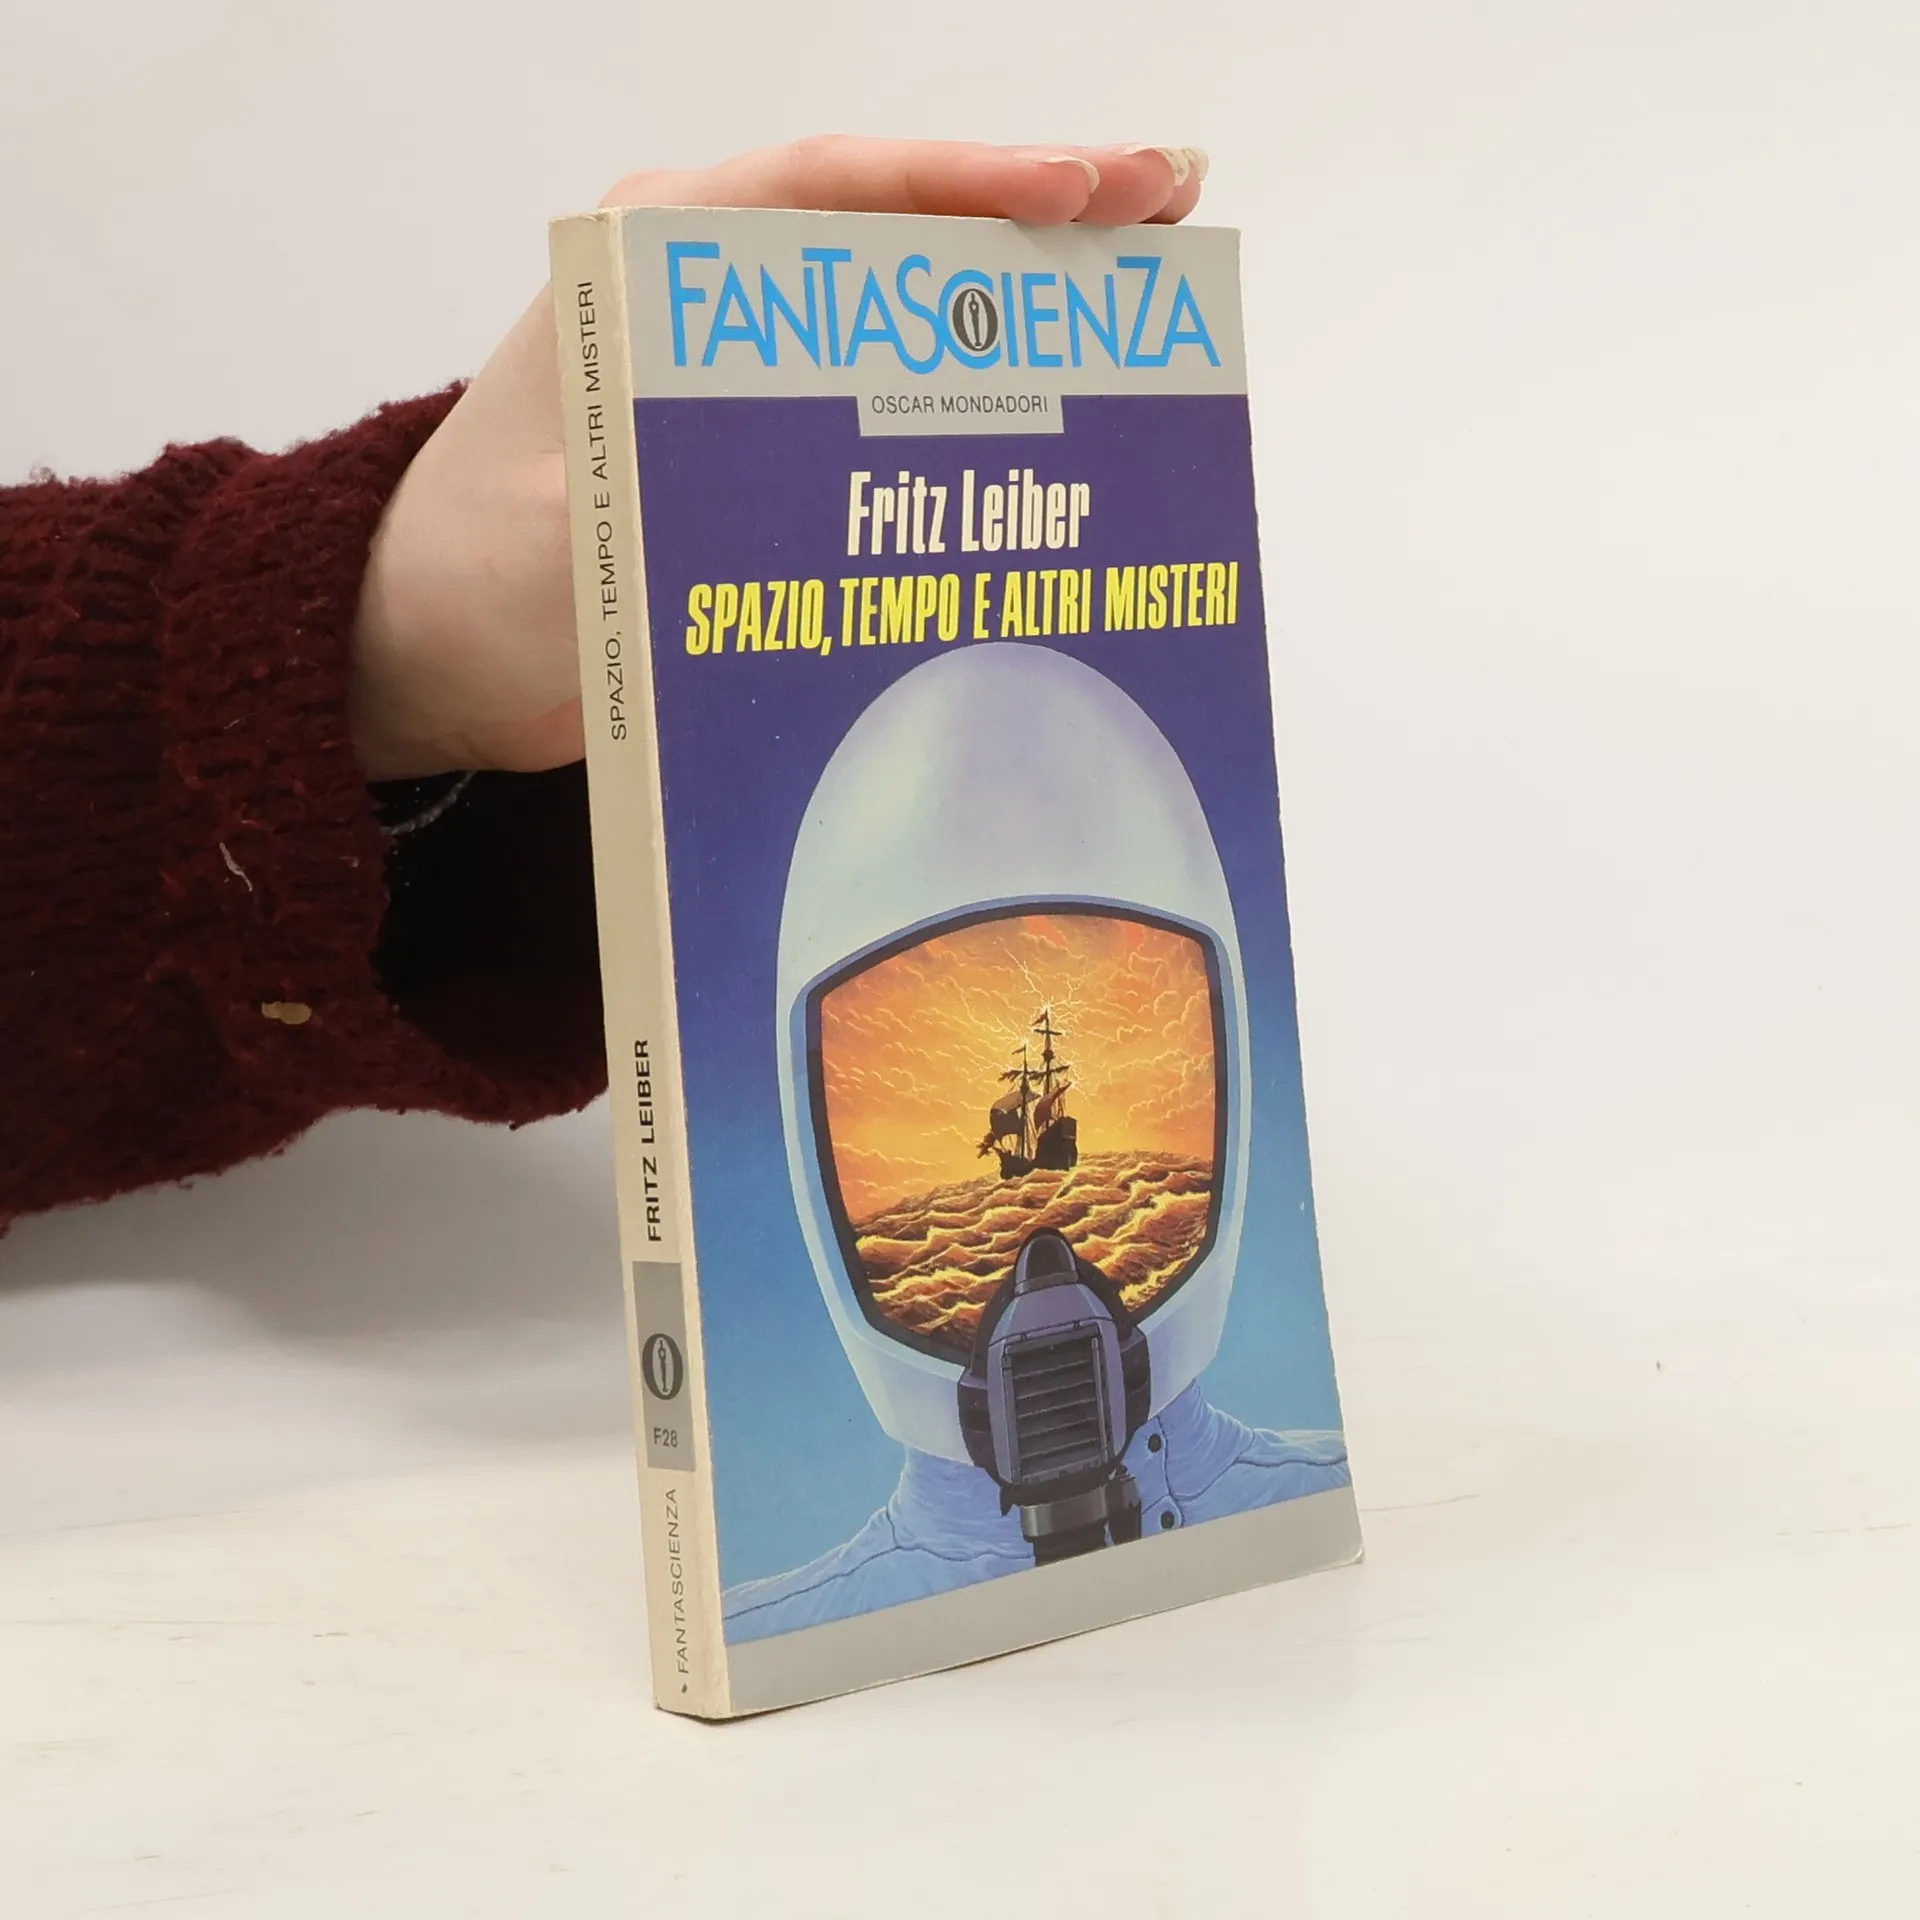 FANTASCIENZA
OSCAR MONDADORI
Fritz Leiber
SPAZIO, TEMPO E ALTRI MISTERI
SPAZIO, TEMPO E ALTRI MISTERI
FRITZ LEIBER
F28
• FANTASCIENZA